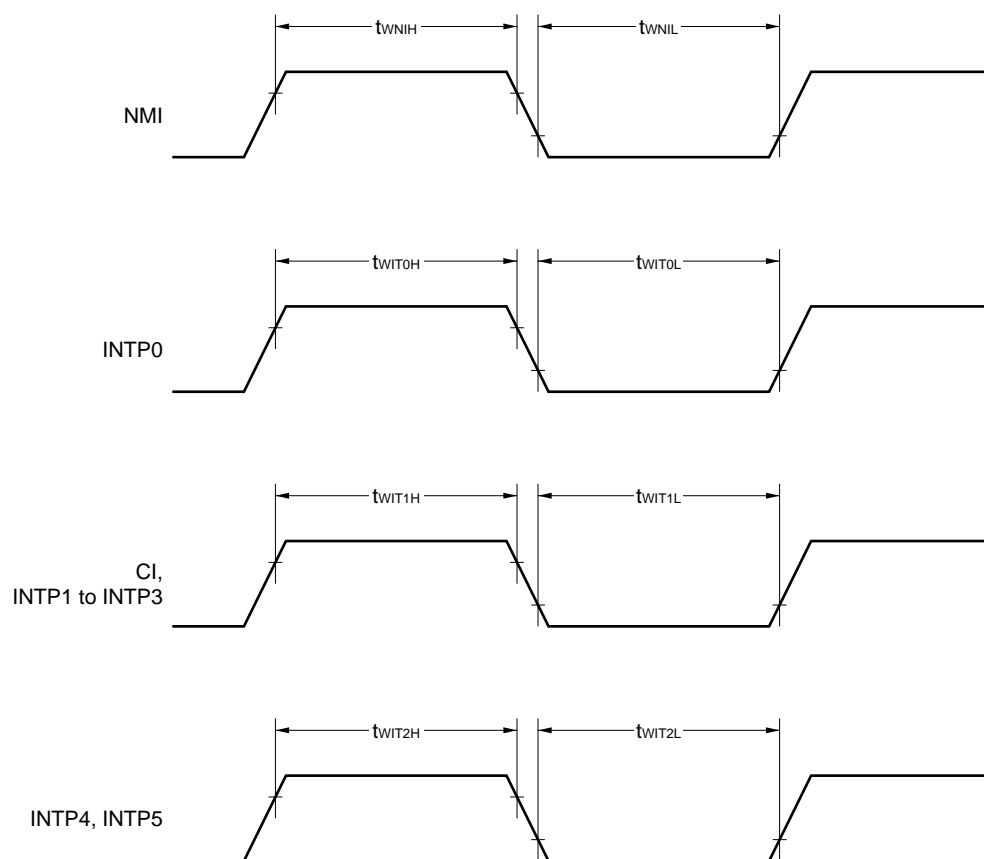 tWNIH tWNIL
NMI
tWIT0H tWIT0L
INTP0
tWIT1H tWIT1L
CI,
INTP1 to INTP3
tWIT2H tWIT2L
INTP4, INTP5